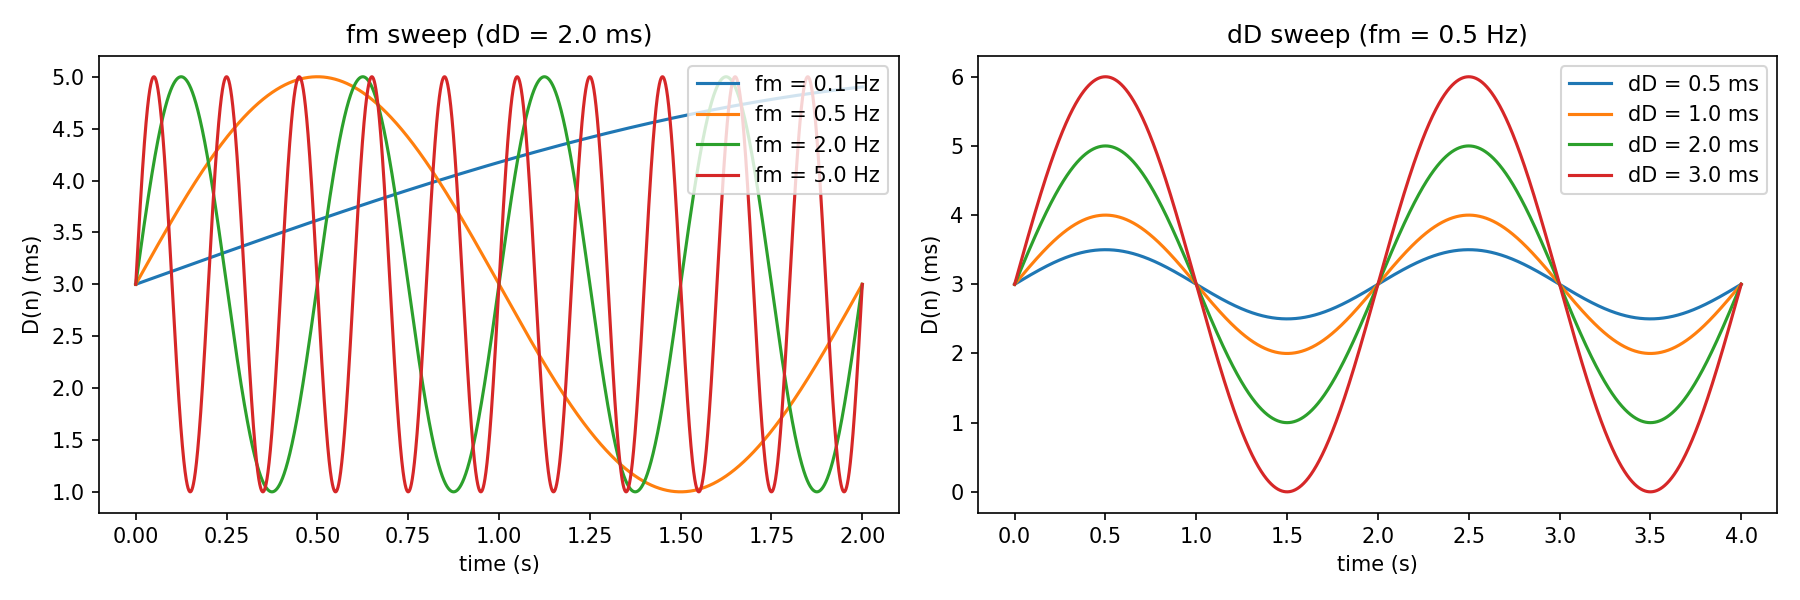 fm sweep (dD = 2.0 ms)
D(n) (ms)
5.0
4.5
4.0
3.5
3.0
2.5
2.0
1.5
1.0
fm = 0.1 Hz
fm = 0.5 Hz
fm = 2.0 Hz
fm = 5.0 Hz
0.00 0.25 0.50 0.75 1.00 1.25 1.50 1.75 2.00
time (s)
dD sweep (fm = 0.5 Hz)
D(n) (ms)
6
5
4
3
2
1
0
dD = 0.5 ms
dD = 1.0 ms
dD = 2.0 ms
dD = 3.0 ms
0.0 0.5 1.0 1.5 2.0 2.5 3.0 3.5 4.0
time (s)